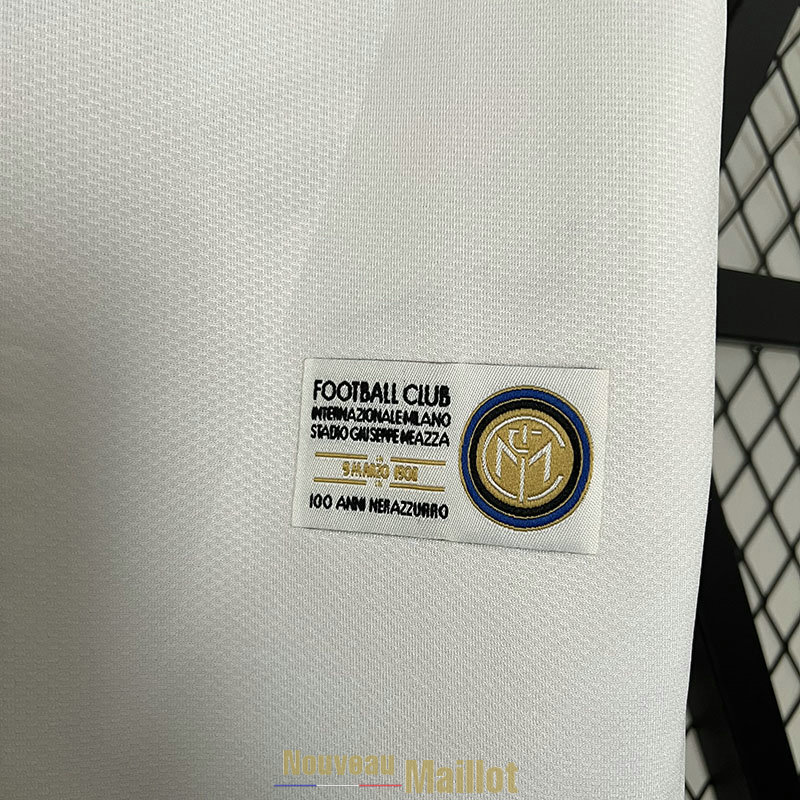 FOOTBALL CLUB
INTERNAZIONALE MILANO
STADIO GIUSEPPE MEAZZA
9 MARZO 1908
100 ANNI NERAZZURRO
Nouveau Maillot